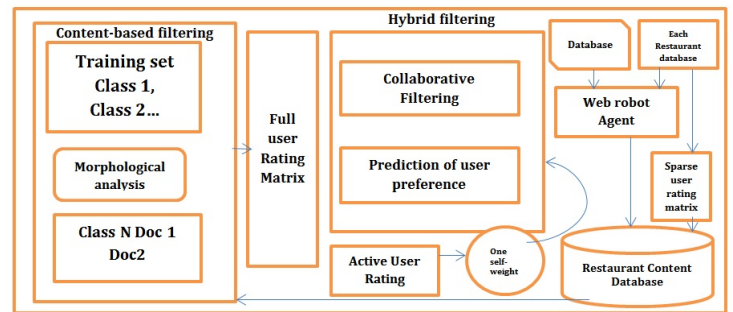 Content-based filtering
Training set
Class 1,
Class 2...
Morphological
analysis
Class N Doc 1
Doc2
Full
user
Rating
Matrix
Hybrid filtering
Collaborative
Filtering
Prediction of user
preference
Active User
Rating
One
self-
weight
Database
Each
Restaurant
database
Web robot
Agent
Sparse
user
rating
matrix
Restaurant Content
Database